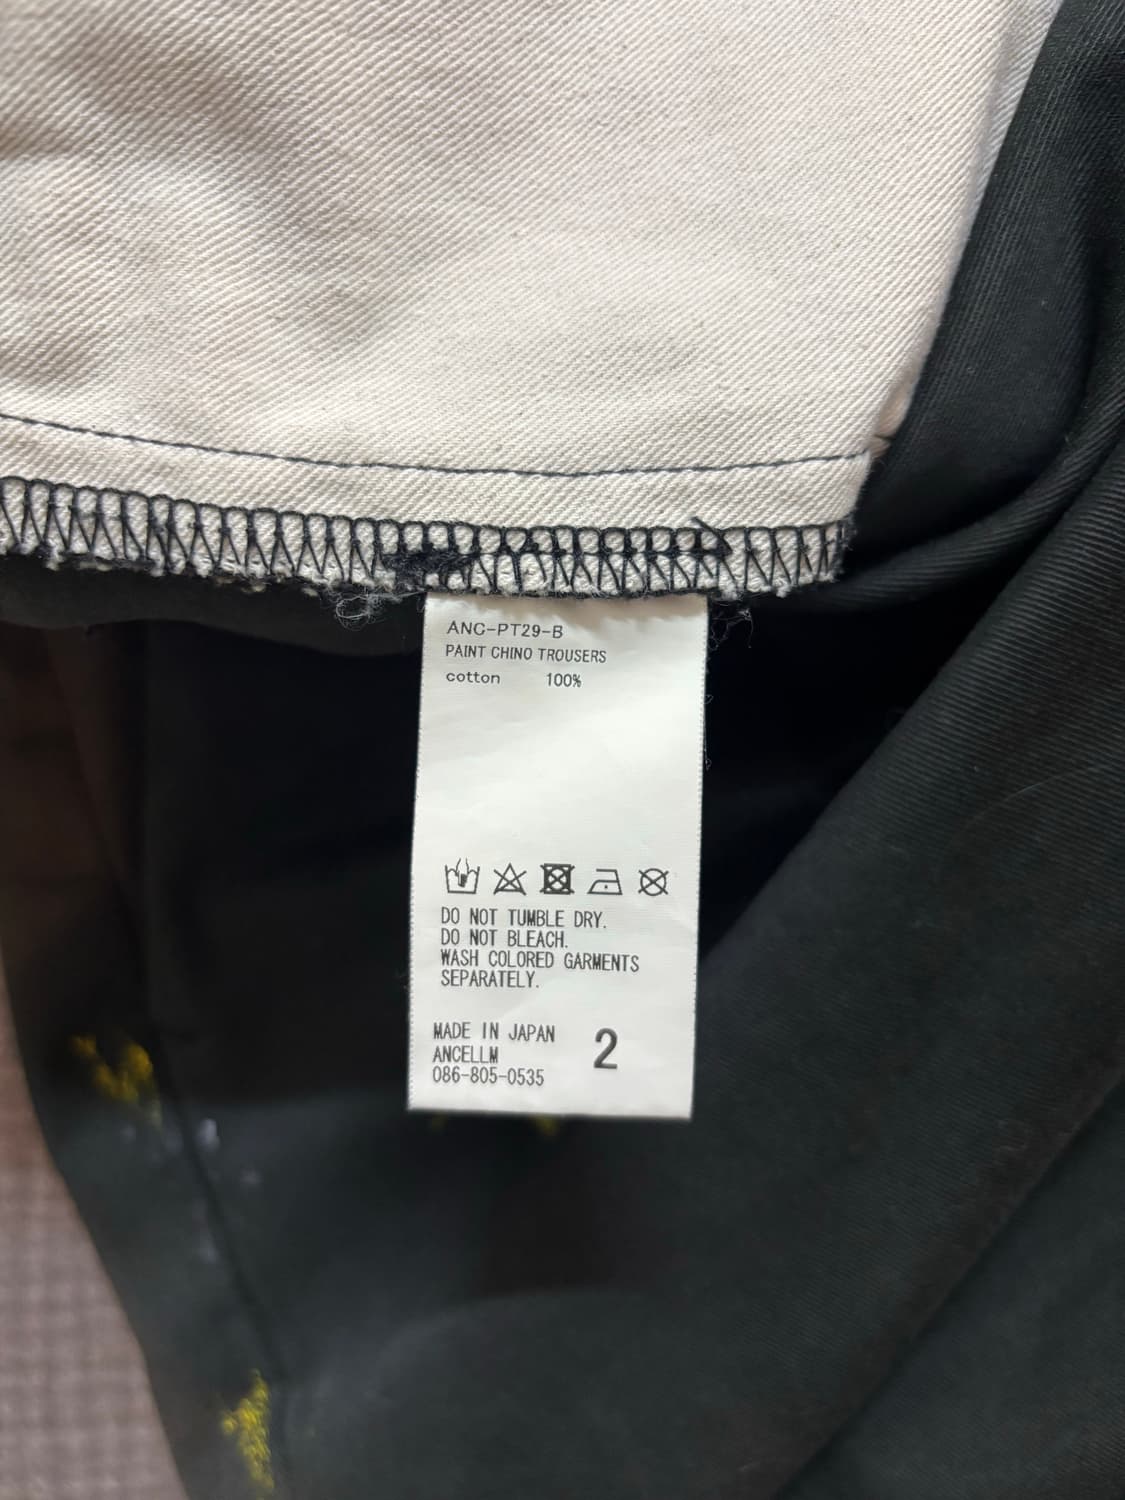 ANC-PT29-B
PAINT CHINO TROUSERS
cotton 100%
DO NOT TUMBLE DRY.
DO NOT BLEACH.
WASH COLORED GARMENTS
SEPARATELY.
MADE IN JAPAN
ANCELLM
086-805-0535
2